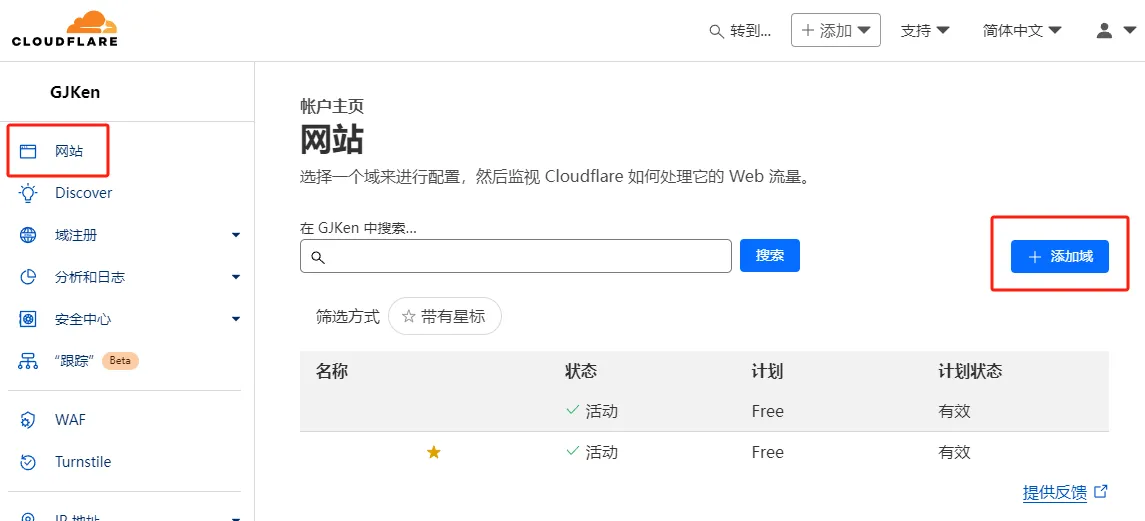 CLOUDFLARE
转到...
添加
支持
简体中文
GJKen
网站
Discover
域注册
分析和日志
安全中心
“跟踪” Beta
WAF
Turnstile
IP 地址
帐户主页
网站
选择一个域来进行配置，然后监视 Cloudflare 如何处理它的 Web 流量。
在 GJKen 中搜索...
搜索
添加域
筛选方式 带有星标
名称 状态 计划 计划状态
活动 Free 有效
活动 Free 有效
提供反馈